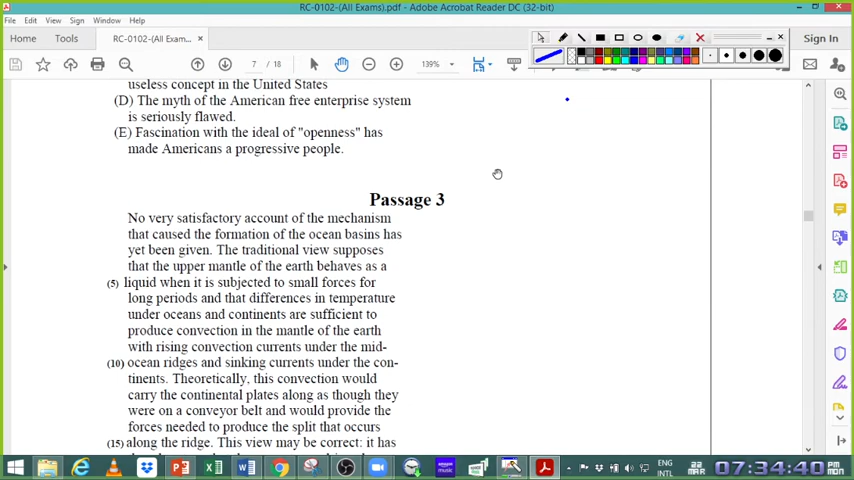 RC-0102-(All Exams).pdf - Adobe Acrobat Reader DC (32-bit)
File Edit View Sign Window Help
Home Tools RC-0102-(All Exam... × Sign In
7 / 18 139%
useless concept in the United States
(D) The myth of the American free enterprise system
is seriously flawed.
(E) Fascination with the ideal of "openness" has
made Americans a progressive people.
Passage 3
No very satisfactory account of the mechanism
that caused the formation of the ocean basins has
yet been given. The traditional view supposes
that the upper mantle of the earth behaves as a
(5) liquid when it is subjected to small forces for
long periods and that differences in temperature
under oceans and continents are sufficient to
produce convection in the mantle of the earth
with rising convection currents under the mid-
(10) ocean ridges and sinking currents under the con-
tinents. Theoretically, this convection would
carry the continental plates along as though they
were on a conveyor belt and would provide the
forces needed to produce the split that occurs
(15) along the ridge. This view may be correct: it has
amazon music
ENG
INTL
22
MAR
07:34:40 PM
MON